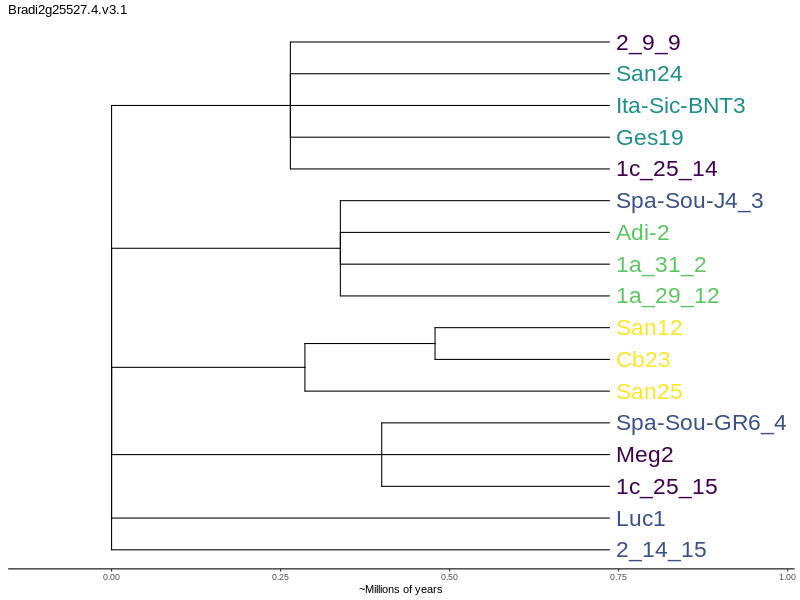 Bradi2g25527.4.v3.1
2_9_9
San24
Ita-Sic-BNT3
Ges19
1c_25_14
Spa-Sou-J4_3
Adi-2
1a_31_2
1a_29_12
San12
Cb23
San25
Spa-Sou-GR6_4
Meg2
1c_25_15
Luc1
2_14_15
0.00 0.25 0.50 0.75 1.00
~Millions of years